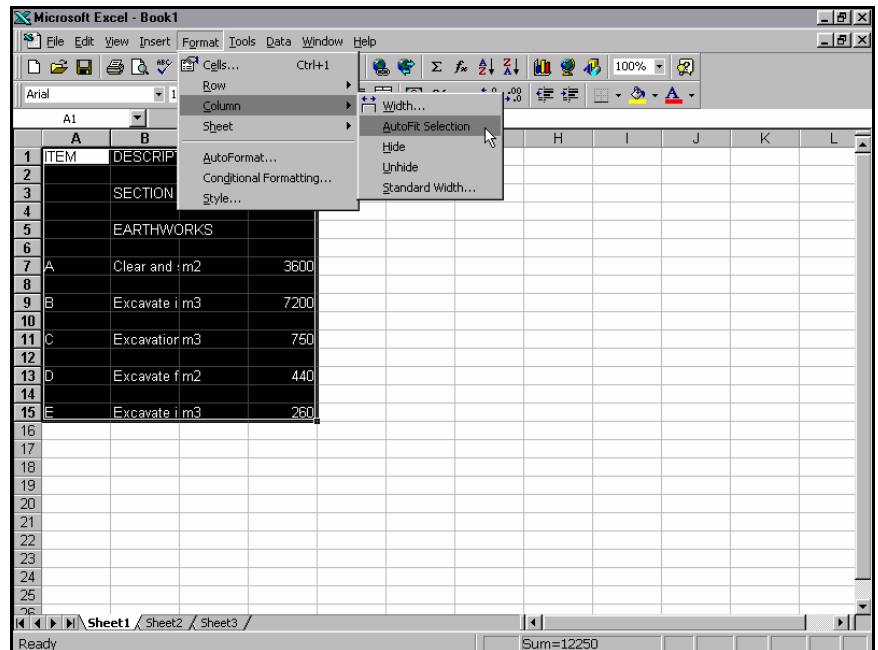 Microsoft Excel - Book1
File Edit View Insert Format Tools Data Window Help
100%
Arial 1
A1
Cells... Ctrl+1
Row
Column
Sheet
AutoFormat...
Conditional Formatting...
Style...
Width...
AutoFit Selection
Hide
Unhide
Standard Width...
A B H I J K L
1 ITEM DESCRIP
2
3 SECTION
4
5 EARTHWORKS
6
7 A Clear and s m2 3600
8
9 B Excavate i m3 7200
10
11 C Excavation m3 750
12
13 D Excavate f m2 440
14
15 E Excavate i m3 260
16
17
18
19
20
21
22
23
24
25
26
Sheet1 Sheet2 Sheet3
Ready Sum=12250